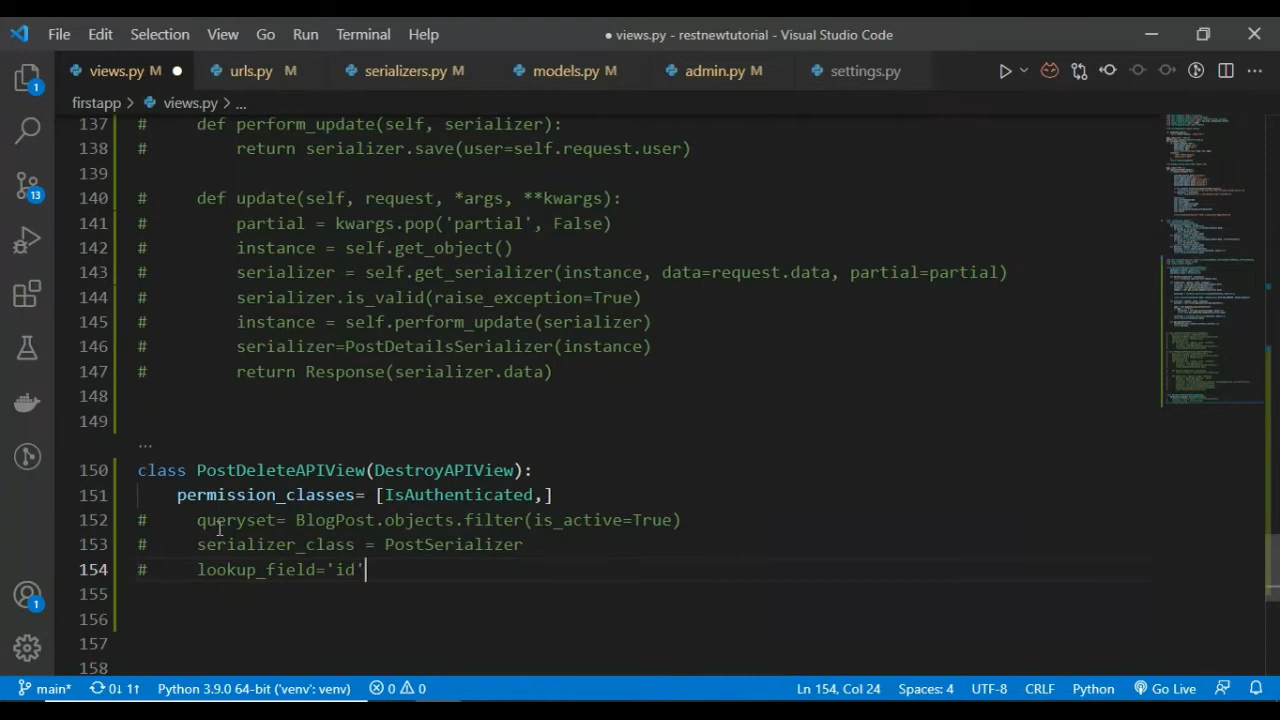 File Edit Selection View Go Run Terminal Help ● views.py - restnewtutorial - Visual Studio Code
views.py M ● urls.py M serializers.py M models.py M admin.py M settings.py
firstapp > views.py > ...
137 # def perform_update(self, serializer):
138 # return serializer.save(user=self.request.user)
139
140 # def update(self, request, *args, **kwargs):
141 # partial = kwargs.pop('partial', False)
142 # instance = self.get_object()
143 # serializer = self.get_serializer(instance, data=request.data, partial=partial)
144 # serializer.is_valid(raise_exception=True)
145 # instance = self.perform_update(serializer)
146 # serializer=PostDetailsSerializer(instance)
147 # return Response(serializer.data)
148
149
...
150 class PostDeleteAPIView(DestroyAPIView):
151 permission_classes= [IsAuthenticated,]
152 # queryset= BlogPost.objects.filter(is_active=True)
153 # serializer_class = PostSerializer
154 # lookup_field='id'
155
156
157
158
1
13
1
main* 0↓ 1↑ Python 3.9.0 64-bit ('venv': venv) 0 0 Ln 154, Col 24 Spaces: 4 UTF-8 CRLF Python Go Live